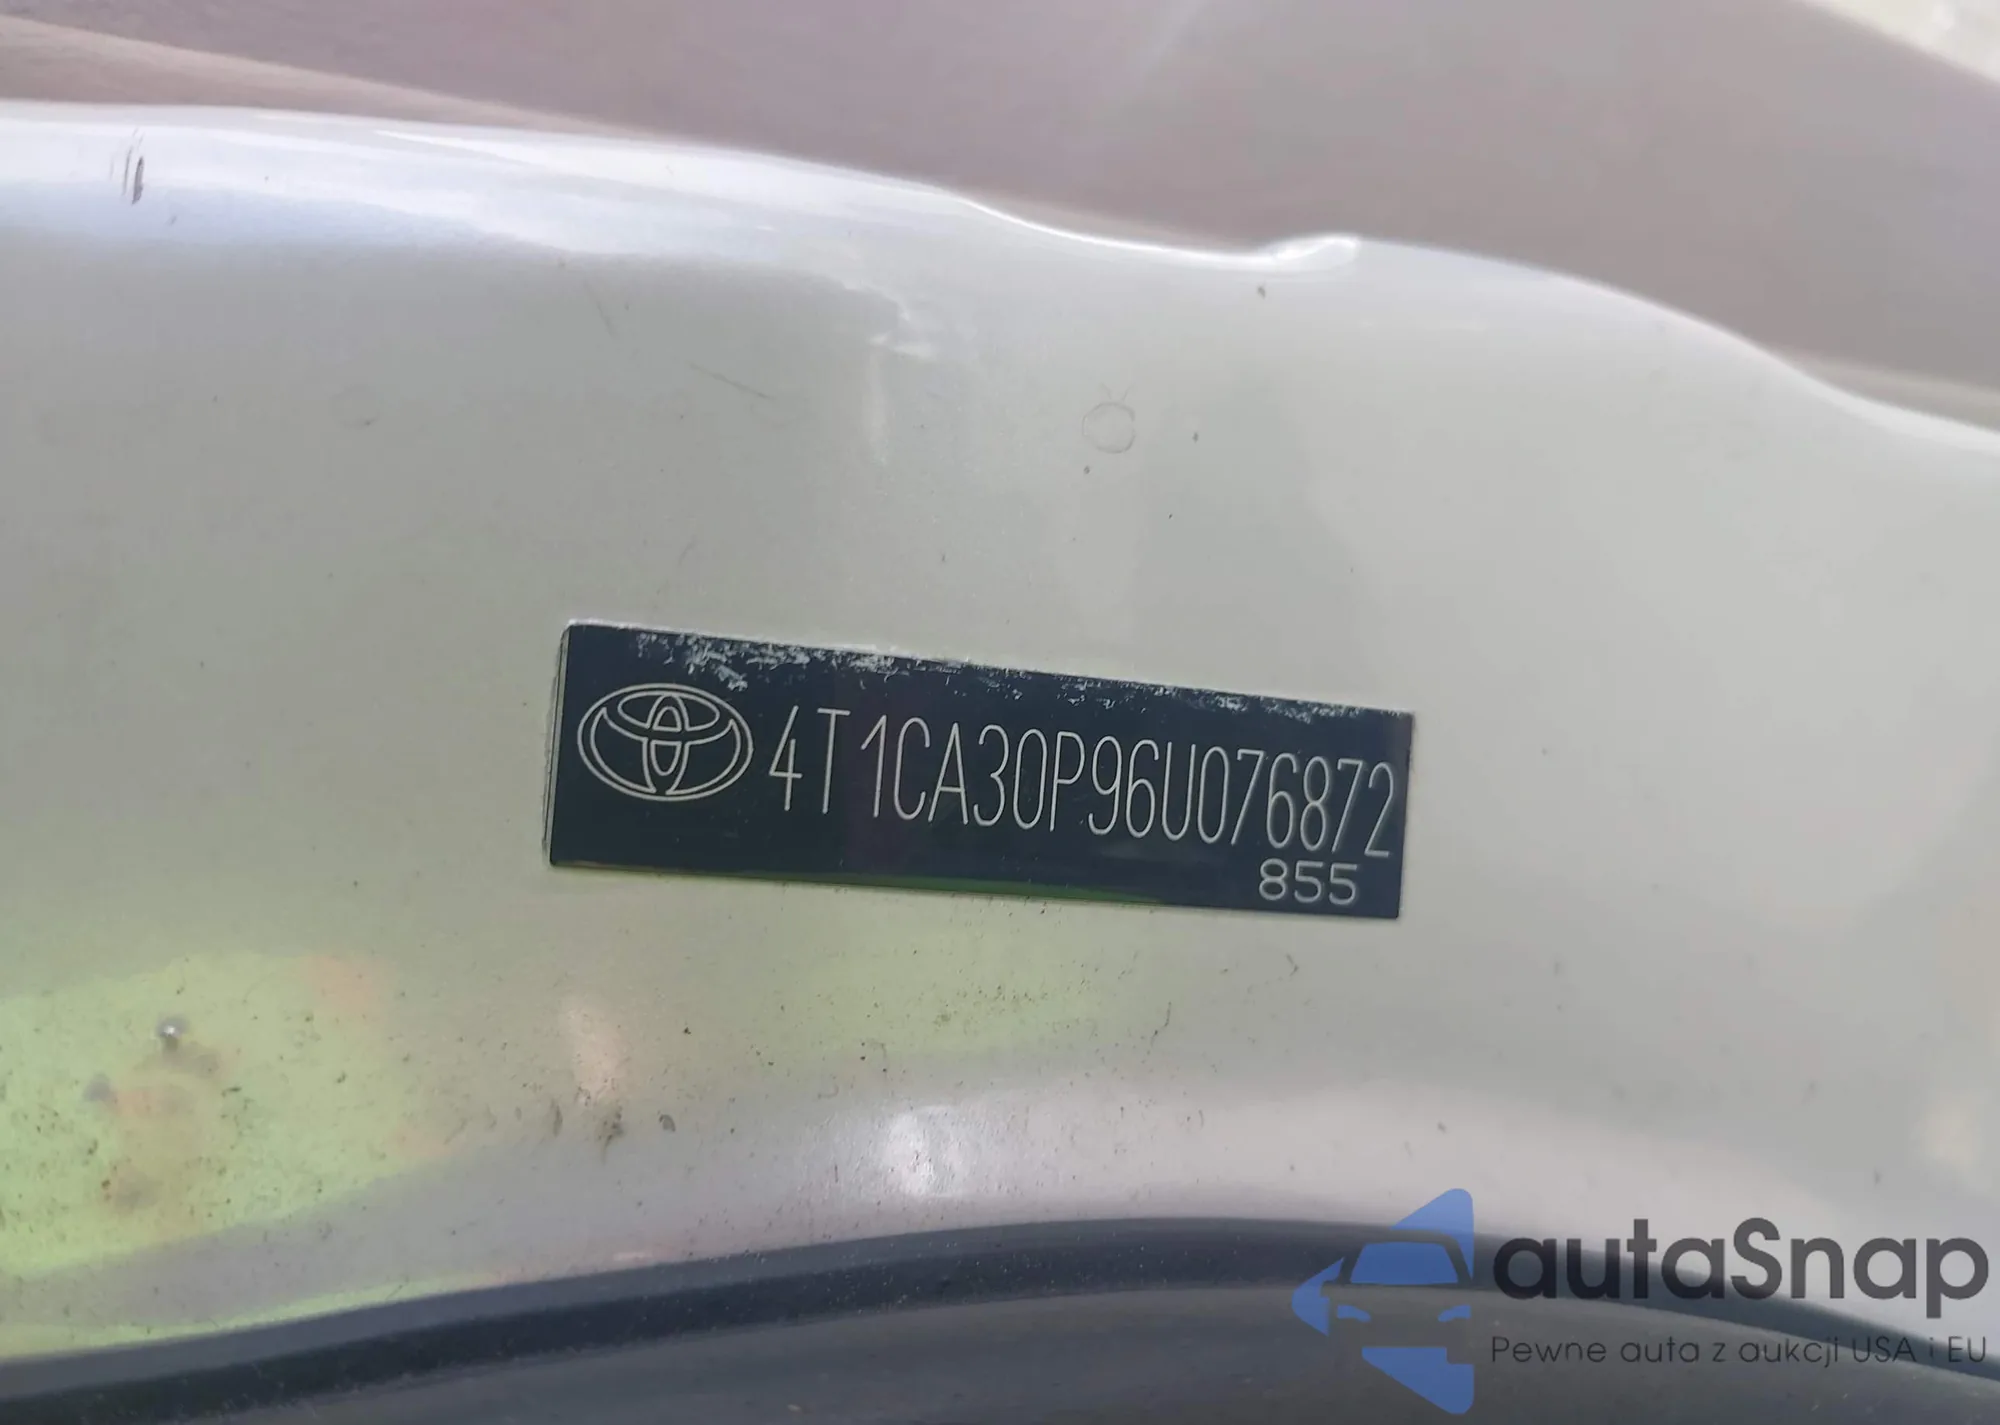 4T1CA30P96U076872
855
autaSnap
Pewne auta z aukcji USA i EU